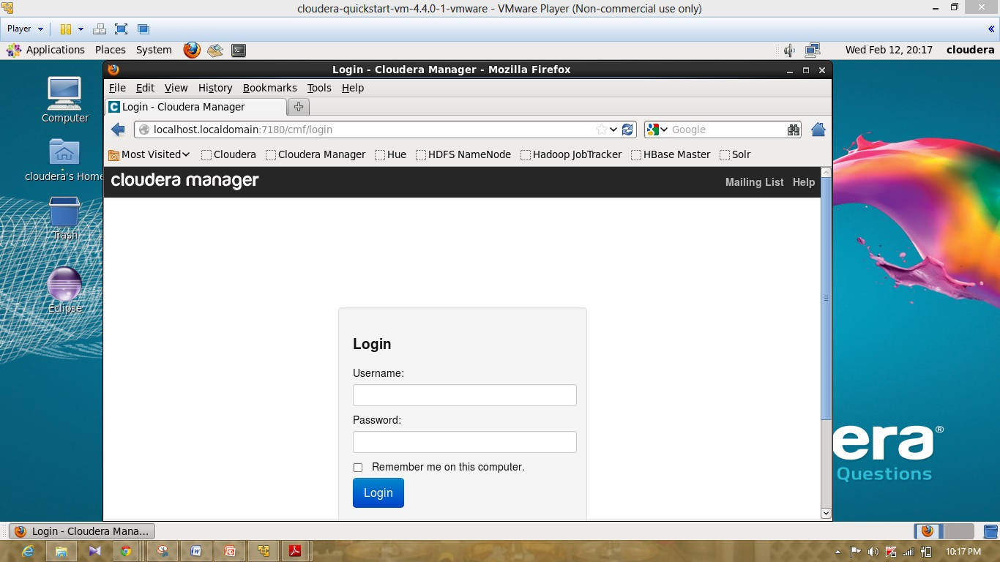 cloudera-quickstart-vm-4.4.0-1-vmware - VMware Player (Non-commercial use only)
Player
Applications Places System Wed Feb 12, 20:17 cloudera
Login - Cloudera Manager - Mozilla Firefox
File Edit View History Bookmarks Tools Help
C Login - Cloudera Manager
localhost.localdomain:7180/cmf/login Google
Most Visited Cloudera Cloudera Manager Hue HDFS NameNode Hadoop JobTracker HBase Master Solr
cloudera manager Mailing List Help
Computer
cloudera's Home
Trash
Eclipse
Login
Username:
Password:
Remember me on this computer.
Login
era®
Questions
Login - Cloudera Mana...
10:17 PM